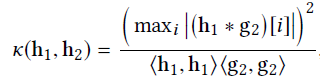 κ(h₁, h₂) = (maxᵢ |(h₁ ∗ g₂)[i]|)² / ⟨h₁, h₁⟩⟨g₂, g₂⟩